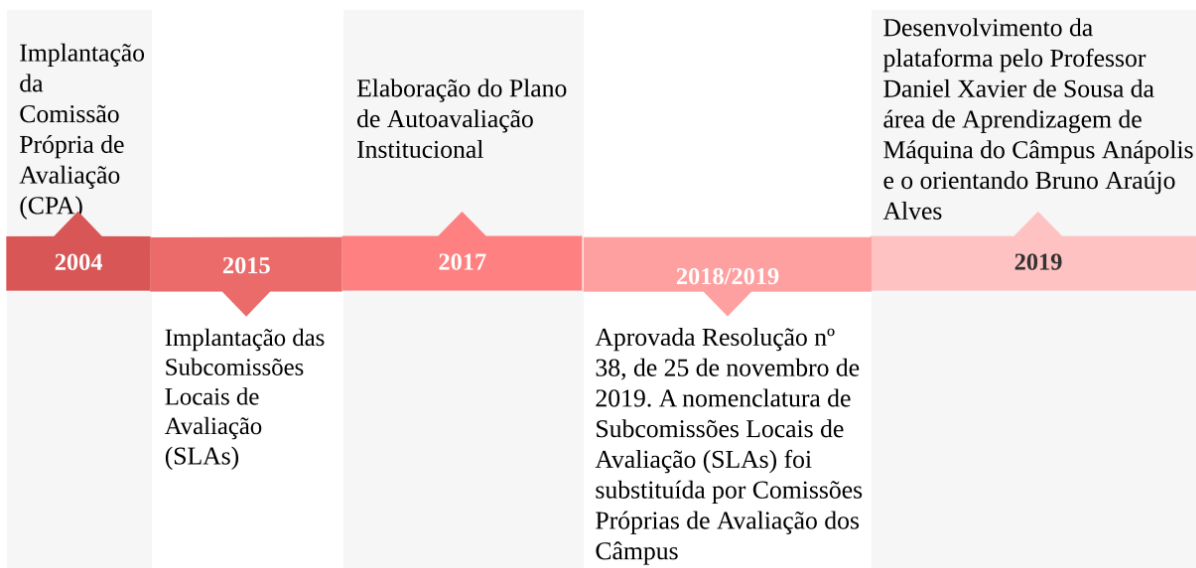 Implantação
da
Comissão
Própria de
Avaliação
(CPA)
2004
2015
Implantação das
Subcomissões
Locais de
Avaliação
(SLAs)
Elaboração do Plano
de Autoavaliação
Institucional
2017
2018/2019
Aprovada Resolução nº
38, de 25 de novembro de
2019. A nomenclatura de
Subcomissões Locais de
Avaliação (SLAs) foi
substituída por Comissões
Próprias de Avaliação dos
Câmpus
Desenvolvimento da
plataforma pelo Professor
Daniel Xavier de Sousa da
área de Aprendizagem de
Máquina do Câmpus Anápolis
e o orientando Bruno Araújo
Alves
2019